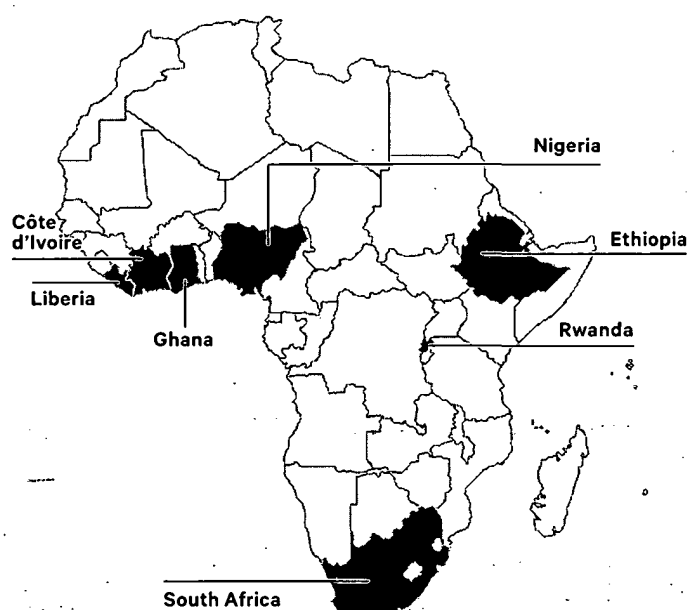 Nigeria
Côte
d'Ivoire
Ethiopia
Liberia
Ghana
Rwanda
South Africa